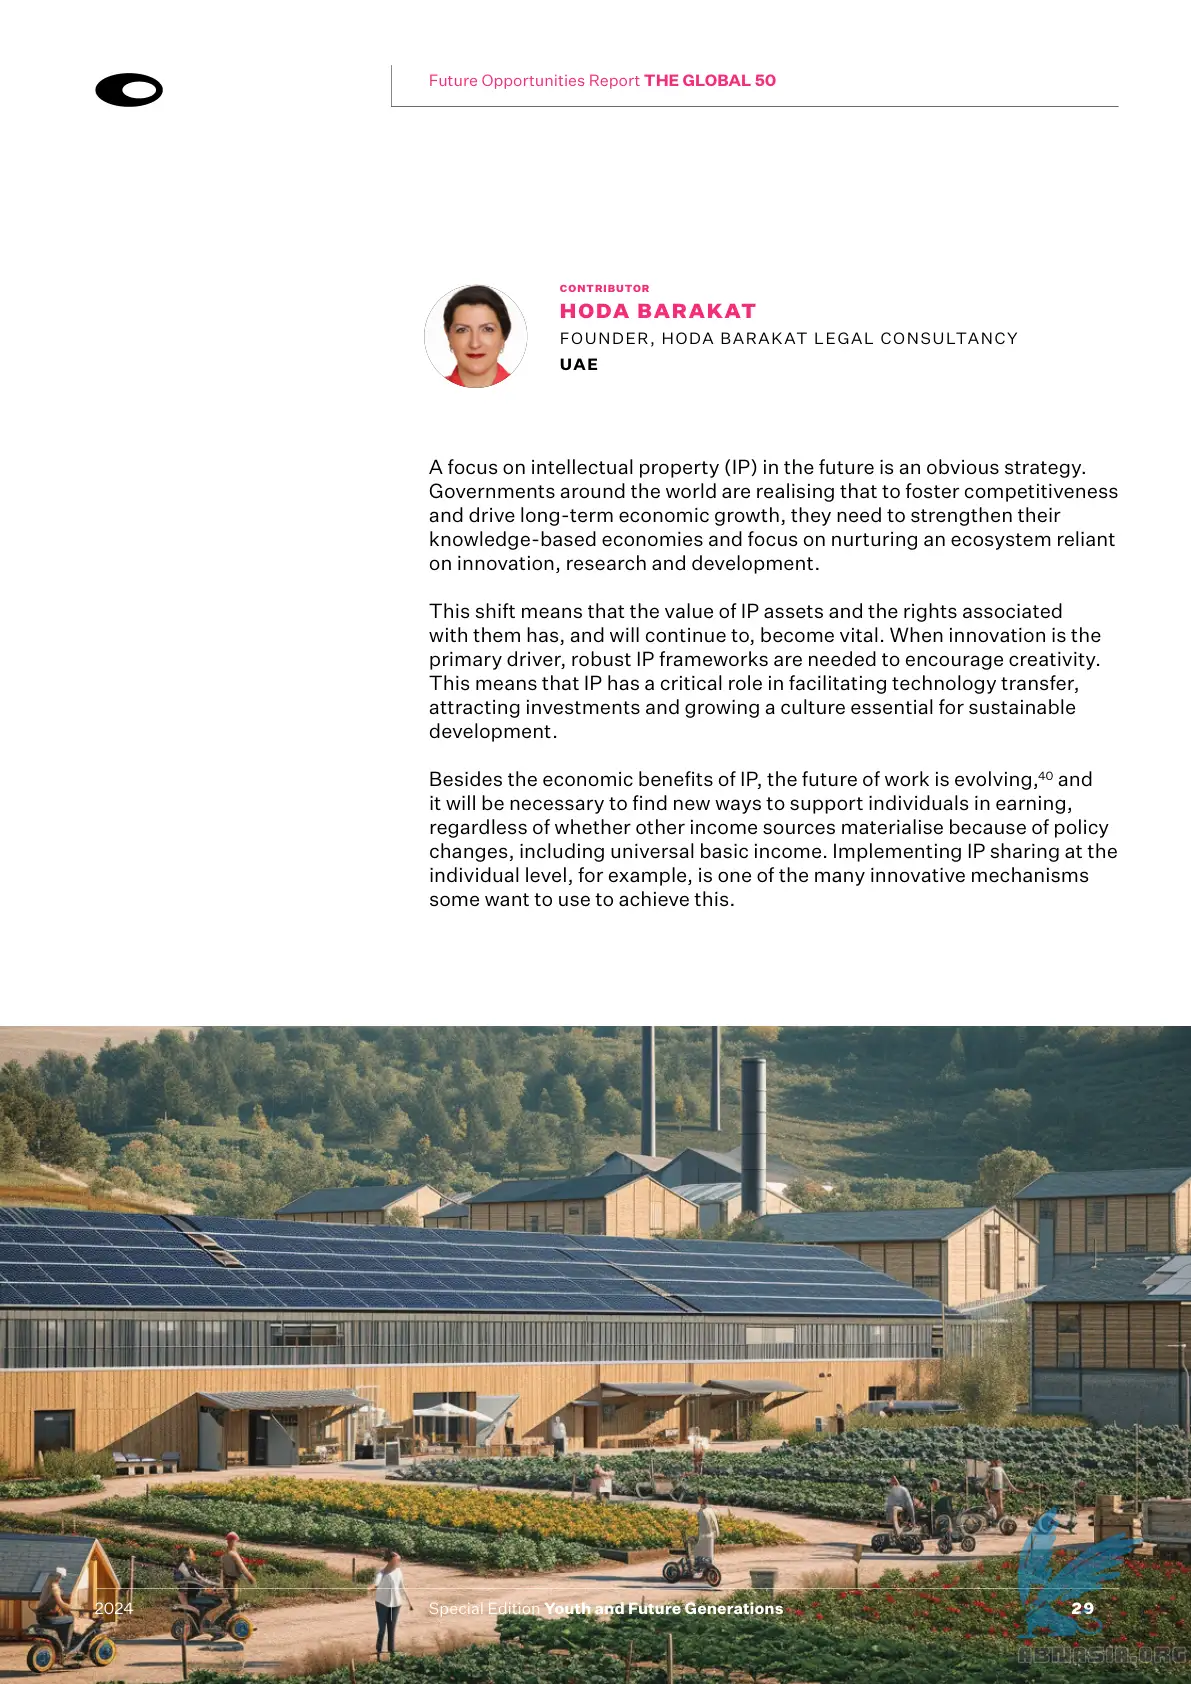 Future Opportunities Report THE GLOBAL 50
CONTRIBUTOR
HODA BARAKAT
FOUNDER, HODA BARAKAT LEGAL CONSULTANCY
UAE
A focus on intellectual property (IP) in the future is an obvious strategy.
Governments around the world are realising that to foster competitiveness
and drive long-term economic growth, they need to strengthen their
knowledge-based economies and focus on nurturing an ecosystem reliant
on innovation, research and development.
This shift means that the value of IP assets and the rights associated
with them has, and will continue to, become vital. When innovation is the
primary driver, robust IP frameworks are needed to encourage creativity.
This means that IP has a critical role in facilitating technology transfer,
attracting investments and growing a culture essential for sustainable
development.
Besides the economic benefits of IP, the future of work is evolving,40 and
it will be necessary to find new ways to support individuals in earning,
regardless of whether other income sources materialise because of policy
changes, including universal basic income. Implementing IP sharing at the
individual level, for example, is one of the many innovative mechanisms
some want to use to achieve this.
2024
Special Edition Youth and Future Generations
29
ABNASIA.ORG